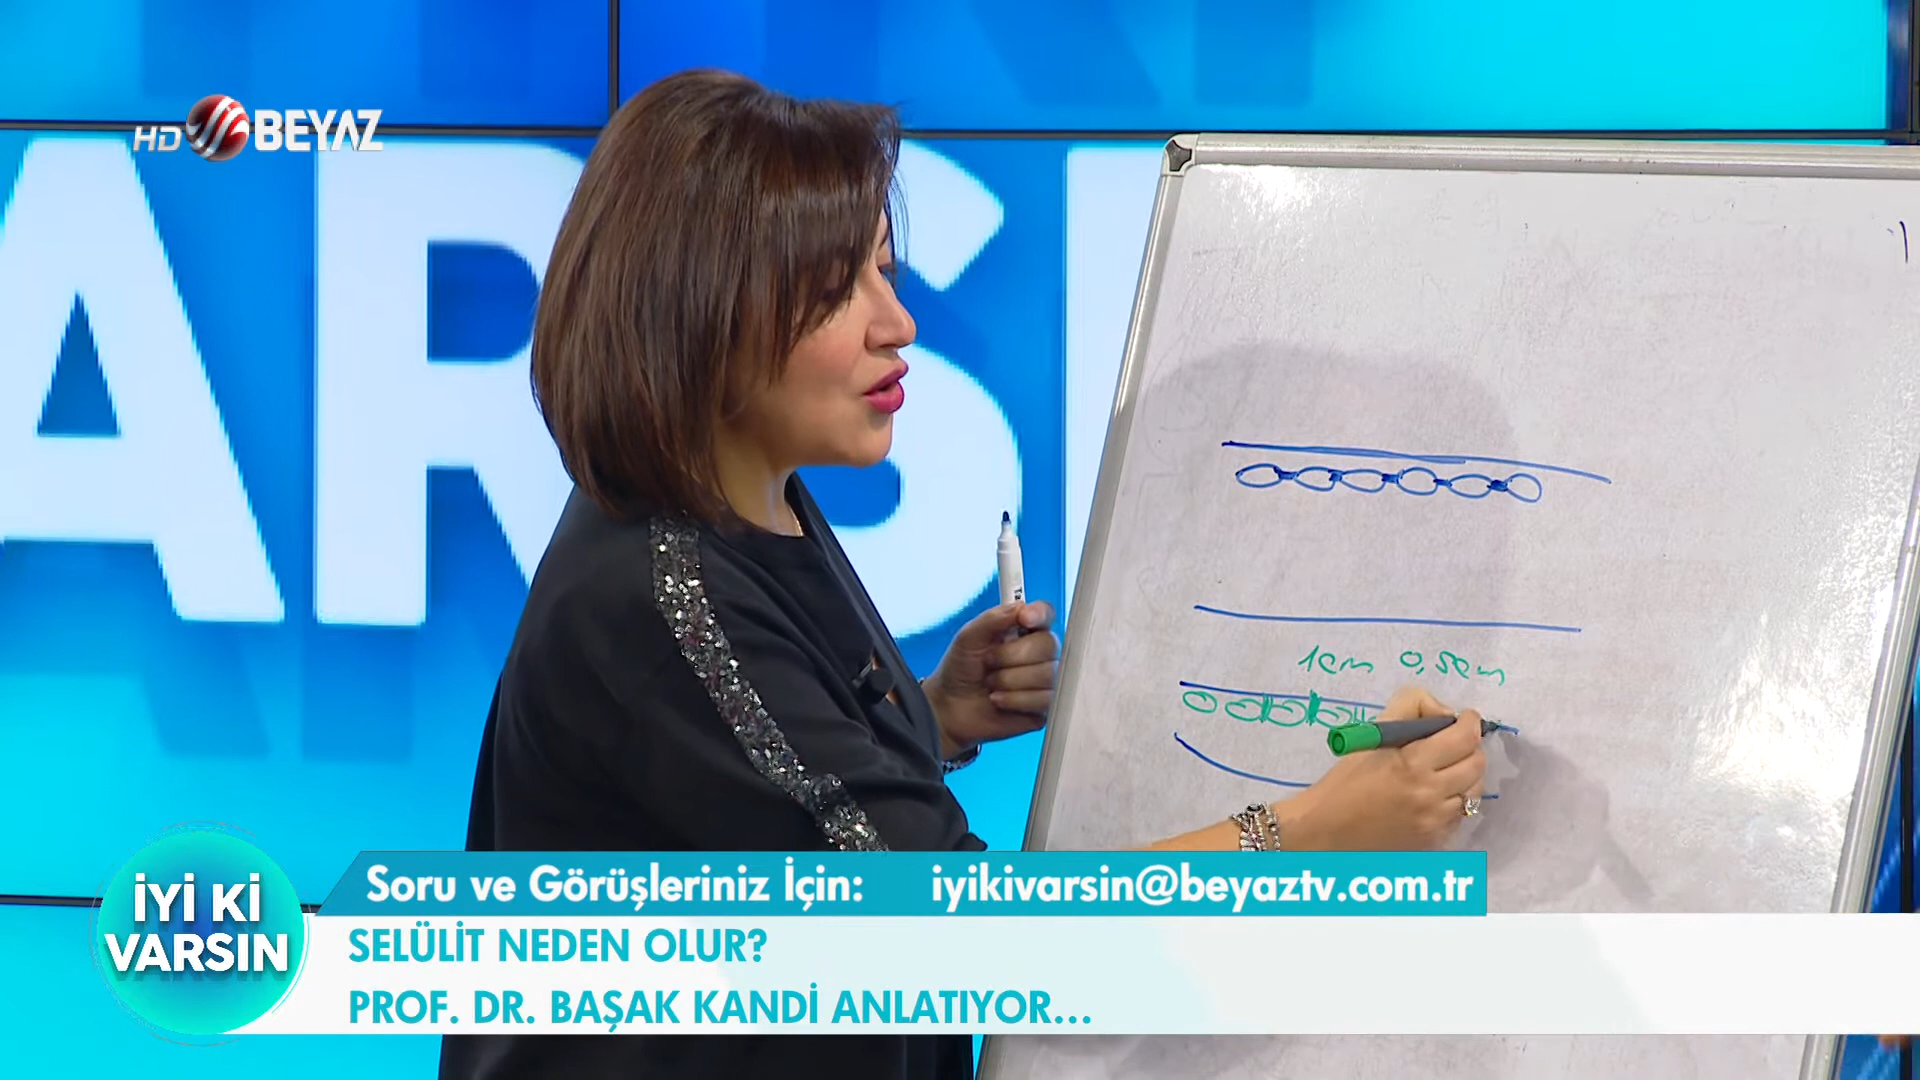 HD BEYAZ
ARSI
1cm 0,5cm
Soru ve Görüşleriniz İçin: iyikivarsin@beyaztv.com.tr
İYİ Kİ
VARSIN
SELÜLİT NEDEN OLUR?
PROF. DR. BAŞAK KANDİ ANLATIYOR...